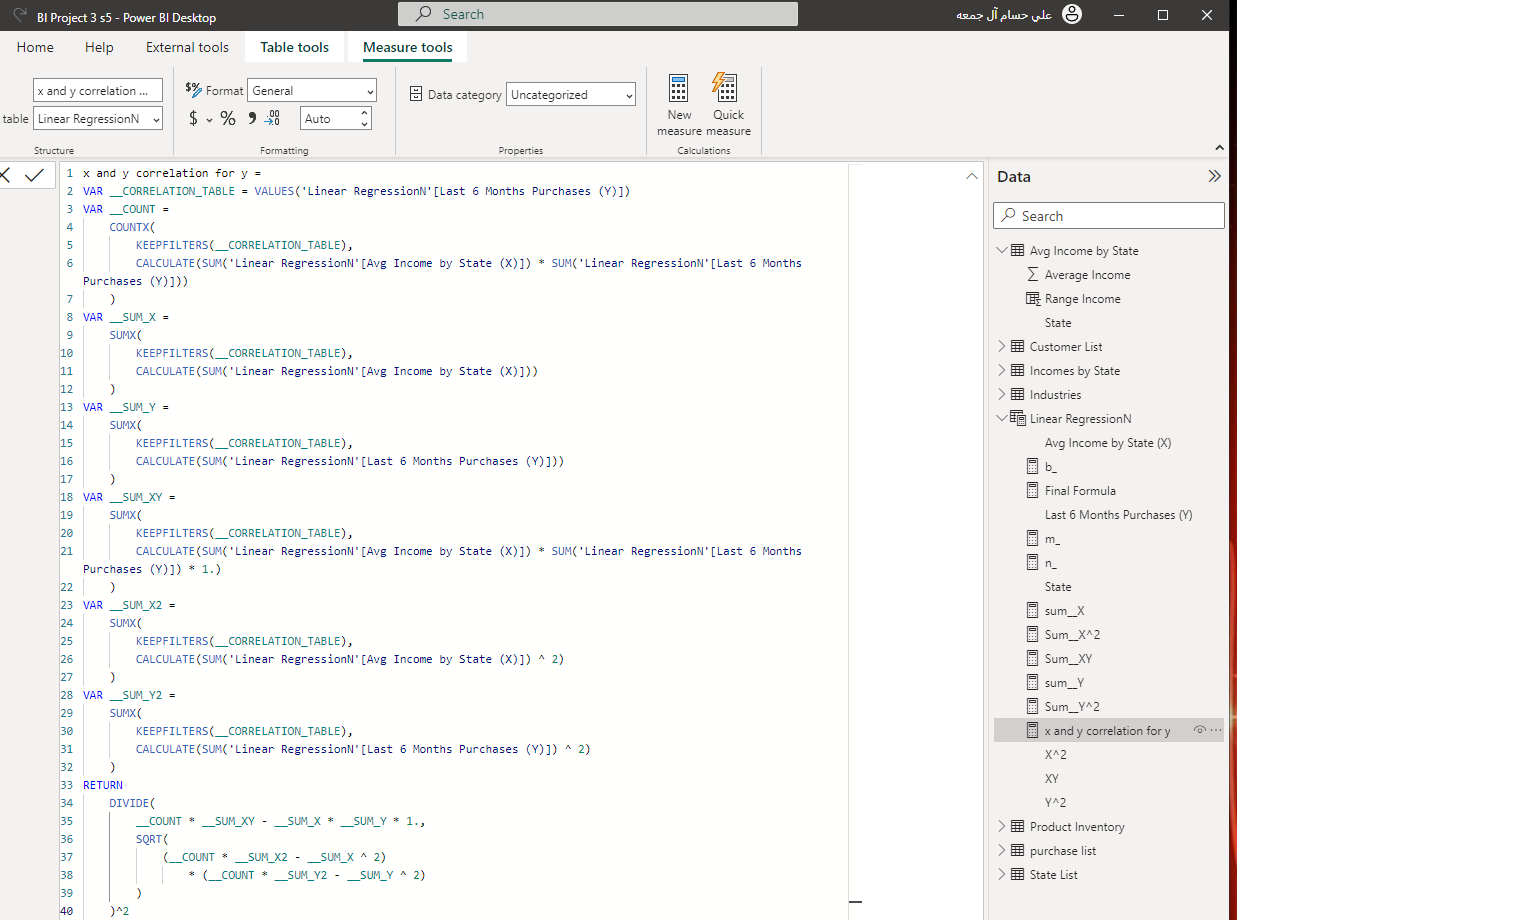 BI Project 3 s5 - Power BI Desktop
Search
علي حسام آل جمعه
Home Help External tools Table tools Measure tools
x and y correlation ...
$% Format General
Data category Uncategorized
New measure
Quick measure
table Linear RegressionN
$ % 9 .00 →.0 Auto
Structure
Formatting
Properties
Calculations
1 x and y correlation for y =
2 VAR __CORRELATION_TABLE = VALUES('Linear RegressionN'[Last 6 Months Purchases (Y)])
3 VAR __COUNT =
4 COUNTX(
5 KEEPFILTERS(__CORRELATION_TABLE),
6 CALCULATE(SUM('Linear RegressionN'[Avg Income by State (X)]) * SUM('Linear RegressionN'[Last 6 Months
Purchases (Y)]))
7 )
8 VAR __SUM_X =
9 SUMX(
10 KEEPFILTERS(__CORRELATION_TABLE),
11 CALCULATE(SUM('Linear RegressionN'[Avg Income by State (X)]))
12 )
13 VAR __SUM_Y =
14 SUMX(
15 KEEPFILTERS(__CORRELATION_TABLE),
16 CALCULATE(SUM('Linear RegressionN'[Last 6 Months Purchases (Y)]))
17 )
18 VAR __SUM_XY =
19 SUMX(
20 KEEPFILTERS(__CORRELATION_TABLE),
21 CALCULATE(SUM('Linear RegressionN'[Avg Income by State (X)]) * SUM('Linear RegressionN'[Last 6 Months
Purchases (Y)]) * 1.)
22 )
23 VAR __SUM_X2 =
24 SUMX(
25 KEEPFILTERS(__CORRELATION_TABLE),
26 CALCULATE(SUM('Linear RegressionN'[Avg Income by State (X)]) ^ 2)
27 )
28 VAR __SUM_Y2 =
29 SUMX(
30 KEEPFILTERS(__CORRELATION_TABLE),
31 CALCULATE(SUM('Linear RegressionN'[Last 6 Months Purchases (Y)]) ^ 2)
32 )
33 RETURN
34 DIVIDE(
35 __COUNT * __SUM_XY - __SUM_X * __SUM_Y * 1.,
36 SQRT(
37 (__COUNT * __SUM_X2 - __SUM_X ^ 2)
38 * (__COUNT * __SUM_Y2 - __SUM_Y ^ 2)
39 )
40 )^2
Data
Search
Avg Income by State
Average Income
Range Income
State
Customer List
Incomes by State
Industries
Linear RegressionN
Avg Income by State (X)
b_
Final Formula
Last 6 Months Purchases (Y)
m_
n_
State
sum__X
Sum__X^2
Sum__XY
sum__Y
Sum__Y^2
x and y correlation for y
X^2
XY
Y^2
Product Inventory
purchase list
State List